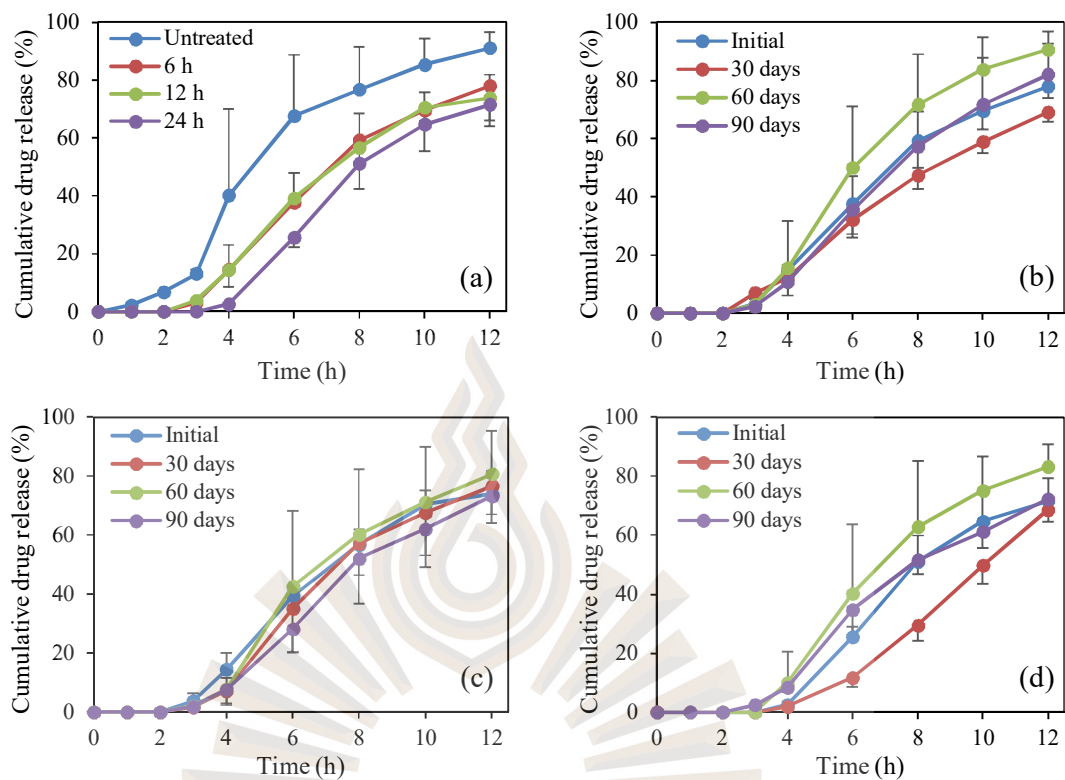 100
80
60
40
20
0
Cumulative drug release (%)
Untreated
6 h
12 h
24 h
(a)
0 2 4 6 8 10 12
Time (h)
100
80
60
40
20
0
Cumulative drug release (%)
Initial
30 days
60 days
90 days
(b)
0 2 4 6 8 10 12
Time (h)
100
80
60
40
20
0
Cumulative drug release (%)
Initial
30 days
60 days
90 days
(c)
0 2 4 6 8 10 12
Time (h)
100
80
60
40
20
0
Cumulative drug release (%)
Initial
30 days
60 days
90 days
(d)
0 2 4 6 8 10 12
Time (h)